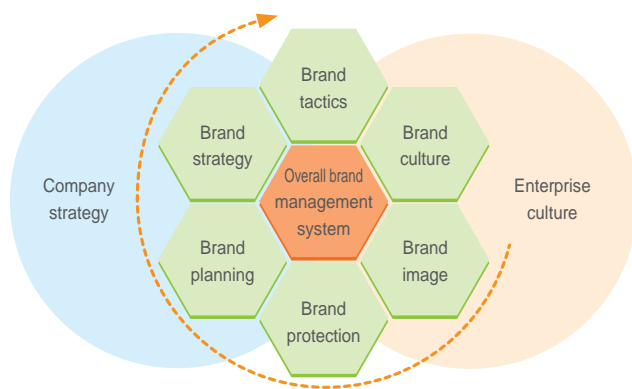 Brand
tactics
Brand
strategy
Brand
culture
Overall brand
management
system
Company
strategy
Enterprise
culture
Brand
planning
Brand
image
Brand
protection